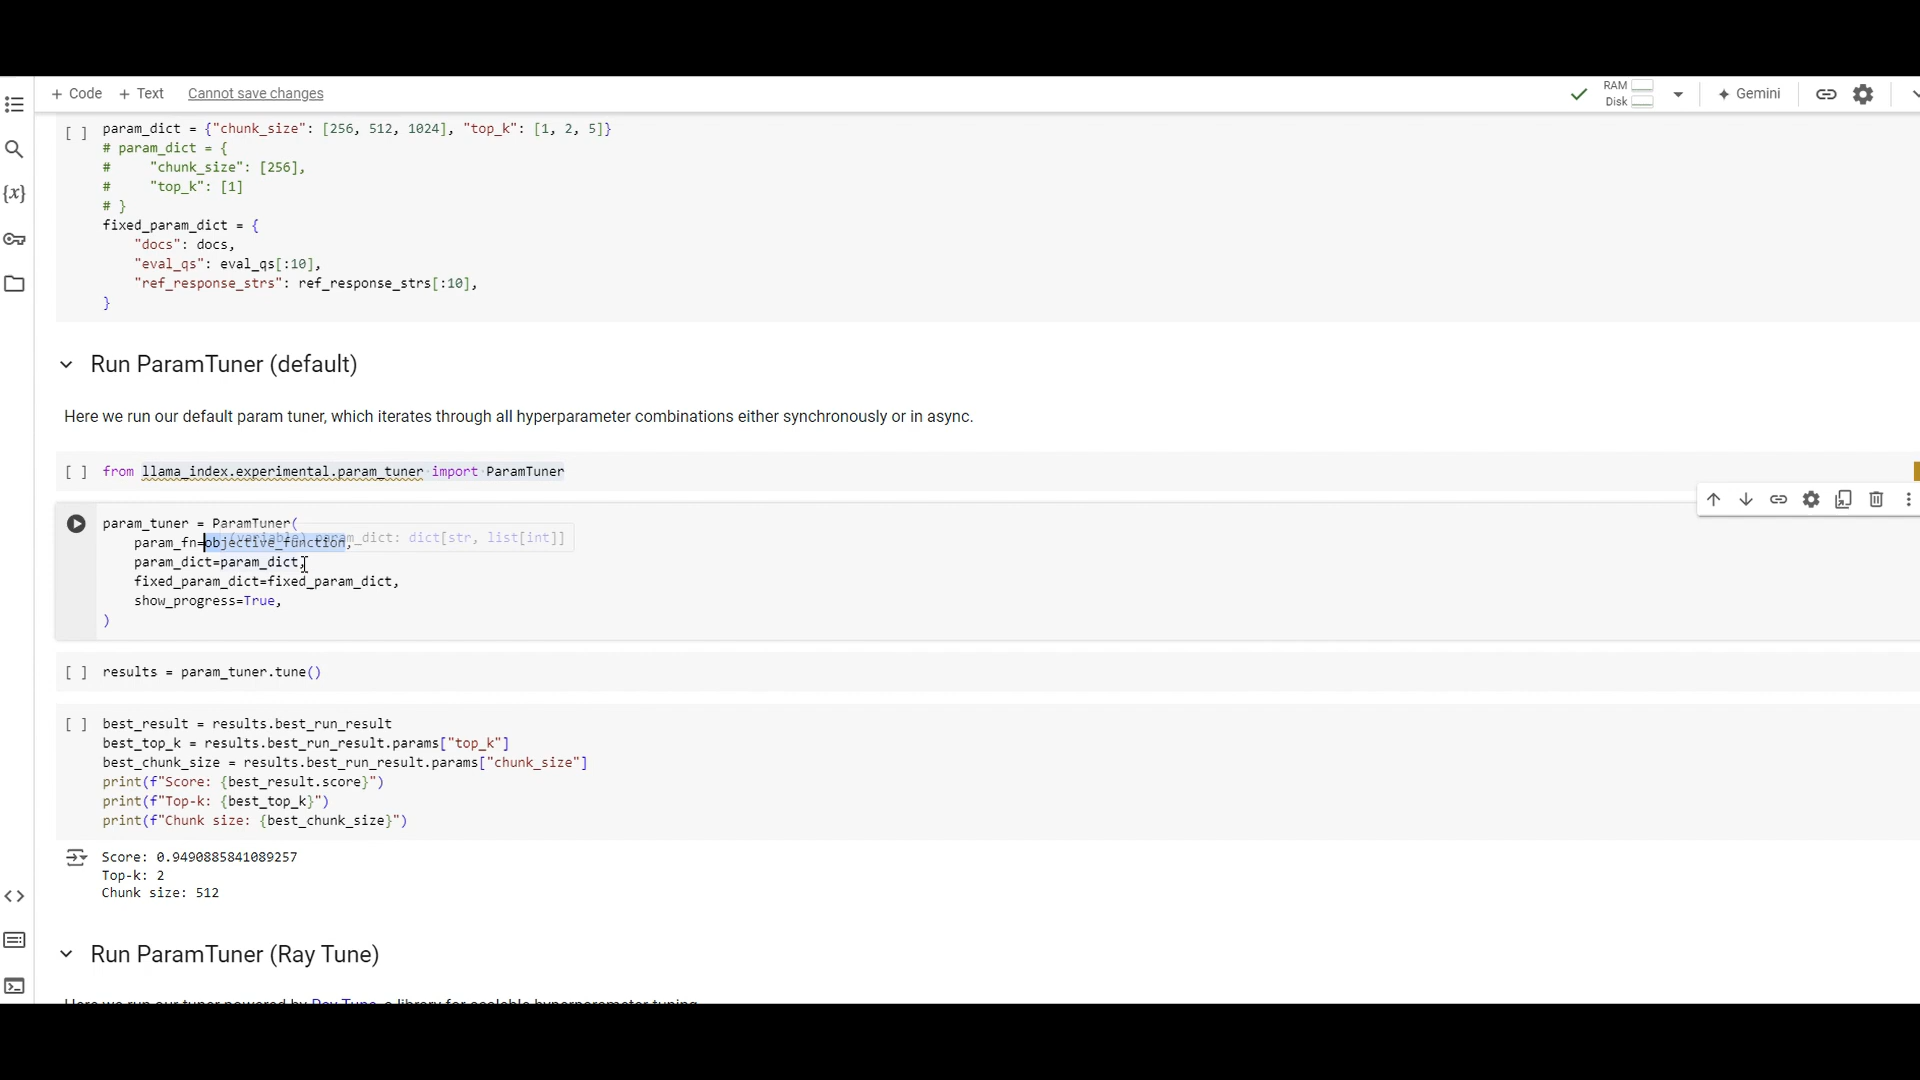 + Code + Text Cannot save changes RAM Disk Gemini
[ ] param_dict = {"chunk_size": [256, 512, 1024], "top_k": [1, 2, 5]}
# param_dict = {
# "chunk_size": [256],
# "top_k": [1]
# }
fixed_param_dict = {
"docs": docs,
"eval_qs": eval_qs[:10],
"ref_response_strs": ref_response_strs[:10],
}
Run ParamTuner (default)
Here we run our default param tuner, which iterates through all hyperparameter combinations either synchronously or in async.
[ ] from llama_index.experimental.param_tuner import ParamTuner
param_tuner = ParamTuner(
(variable) param_dict: dict[str, list[int]]
param_fn=objective_function,
param_dict=param_dict,
fixed_param_dict=fixed_param_dict,
show_progress=True,
)
[ ] results = param_tuner.tune()
[ ] best_result = results.best_run_result
best_top_k = results.best_run_result.params["top_k"]
best_chunk_size = results.best_run_result.params["chunk_size"]
print(f"Score: {best_result.score}")
print(f"Top-k: {best_top_k}")
print(f"Chunk size: {best_chunk_size}")
Score: 0.9490885841089257
Top-k: 2
Chunk size: 512
Run ParamTuner (Ray Tune)
Here we run our tuner powered by Ray Tune, a library for scalable hyperparameter tuning